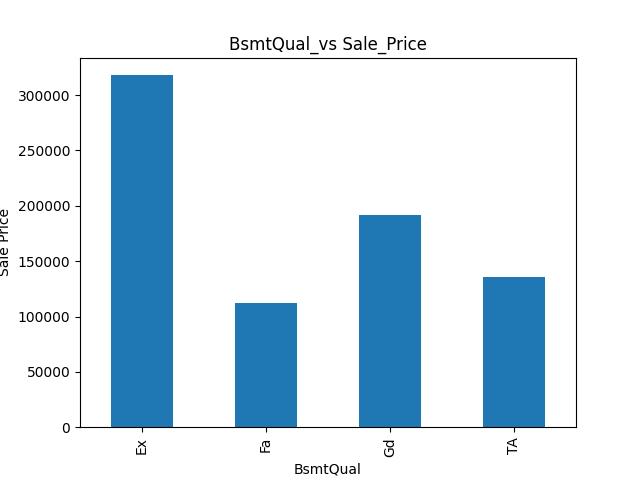 BsmtQual_vs Sale_Price
Sale Price
300000
250000
200000
150000
100000
50000
0
Ex
Fa
Gd
TA
BsmtQual